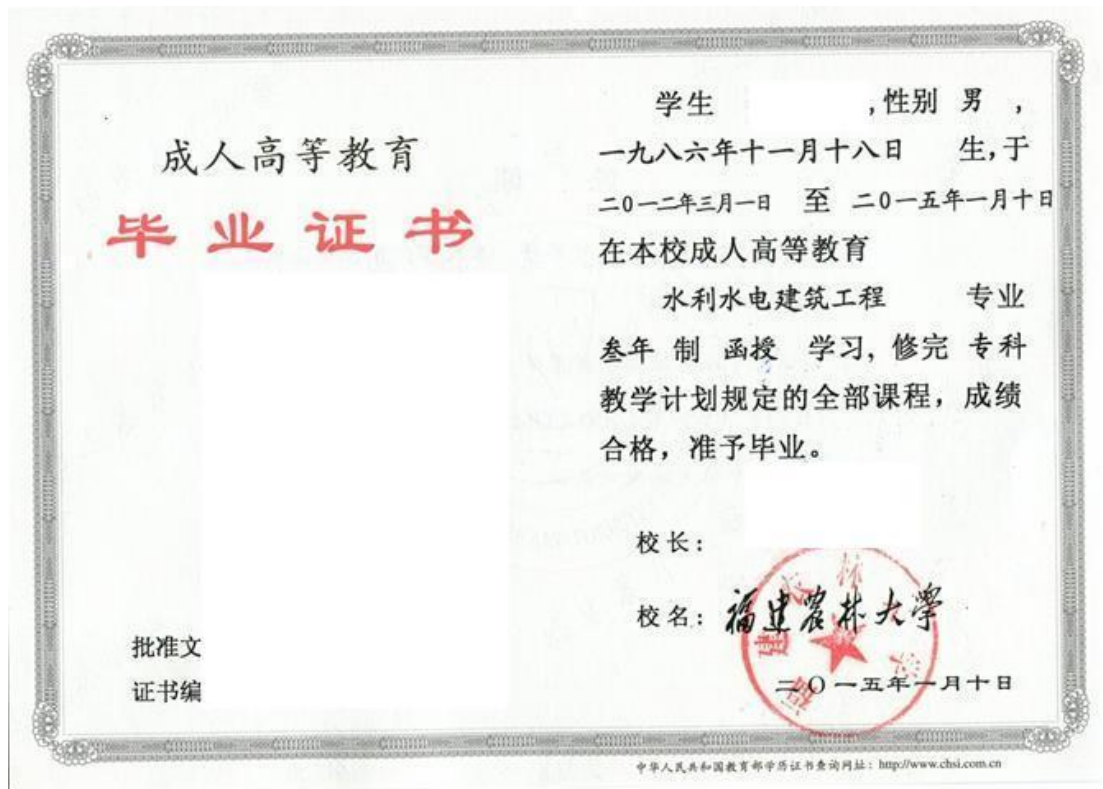 成人高等教育
毕业证书
批准文
证书编
学生 ,性别 男 ,
一九八六年十一月十八日 生,于
二0一二年三月一日 至 二0一五年一月十日
在本校成人高等教育
水利水电建筑工程 专业
叁年 制 函授 学习, 修完 专科
教学计划规定的全部课程，成绩
合格，准予毕业。
校长：
校名：福建农林大学
福建农林大学
二〇一五年一月十日
中华人民共和国教育部学历证书查询网址：http://www.chsi.com.cn